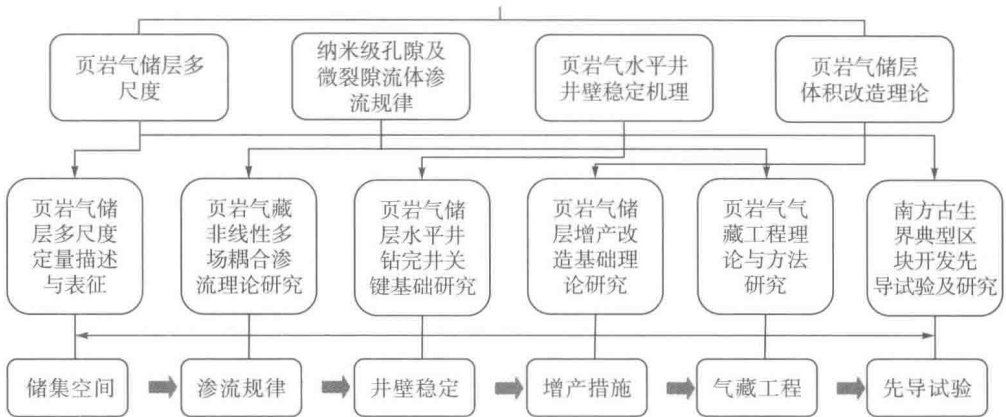 页岩气储层多
尺度
纳米级孔隙及
微裂隙流体渗
流规律
页岩气水平井
井壁稳定机理
页岩气储层
体积改造理论
页岩气储
层多尺度
定量描述
与表征
页岩气藏
非线性多
场耦合渗
流理论研究
页岩气储
层水平井
钻完井关
键基础研究
页岩气储
层增产改
造基础理
论研究
页岩气气
藏工程理
论与方法
研究
南方古生
界典型区
块开发先
导试验及研究
储集空间
渗流规律
井壁稳定
增产措施
气藏工程
先导试验